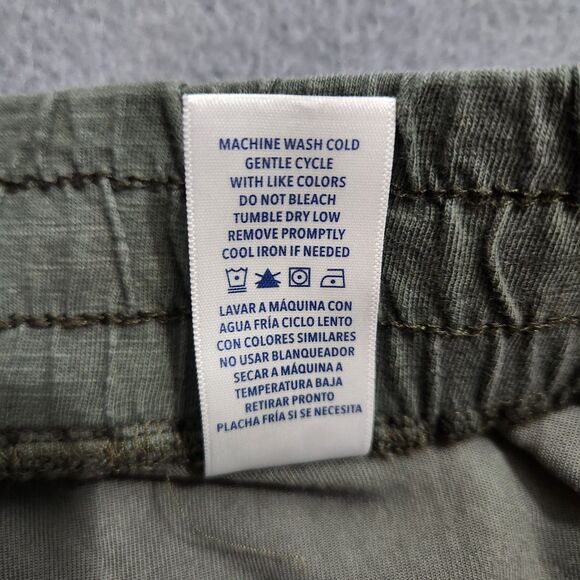 MACHINE WASH COLD
GENTLE CYCLE
WITH LIKE COLORS
DO NOT BLEACH
TUMBLE DRY LOW
REMOVE PROMPTLY
COOL IRON IF NEEDED
LAVAR A MÁQUINA CON
AGUA FRÍA CICLO LENTO
CON COLORES SIMILARES
NO USAR BLANQUEADOR
SECAR A MÁQUINA A
TEMPERATURA BAJA
RETIRAR PRONTO
PLACHA FRÍA SI SE NECESITA